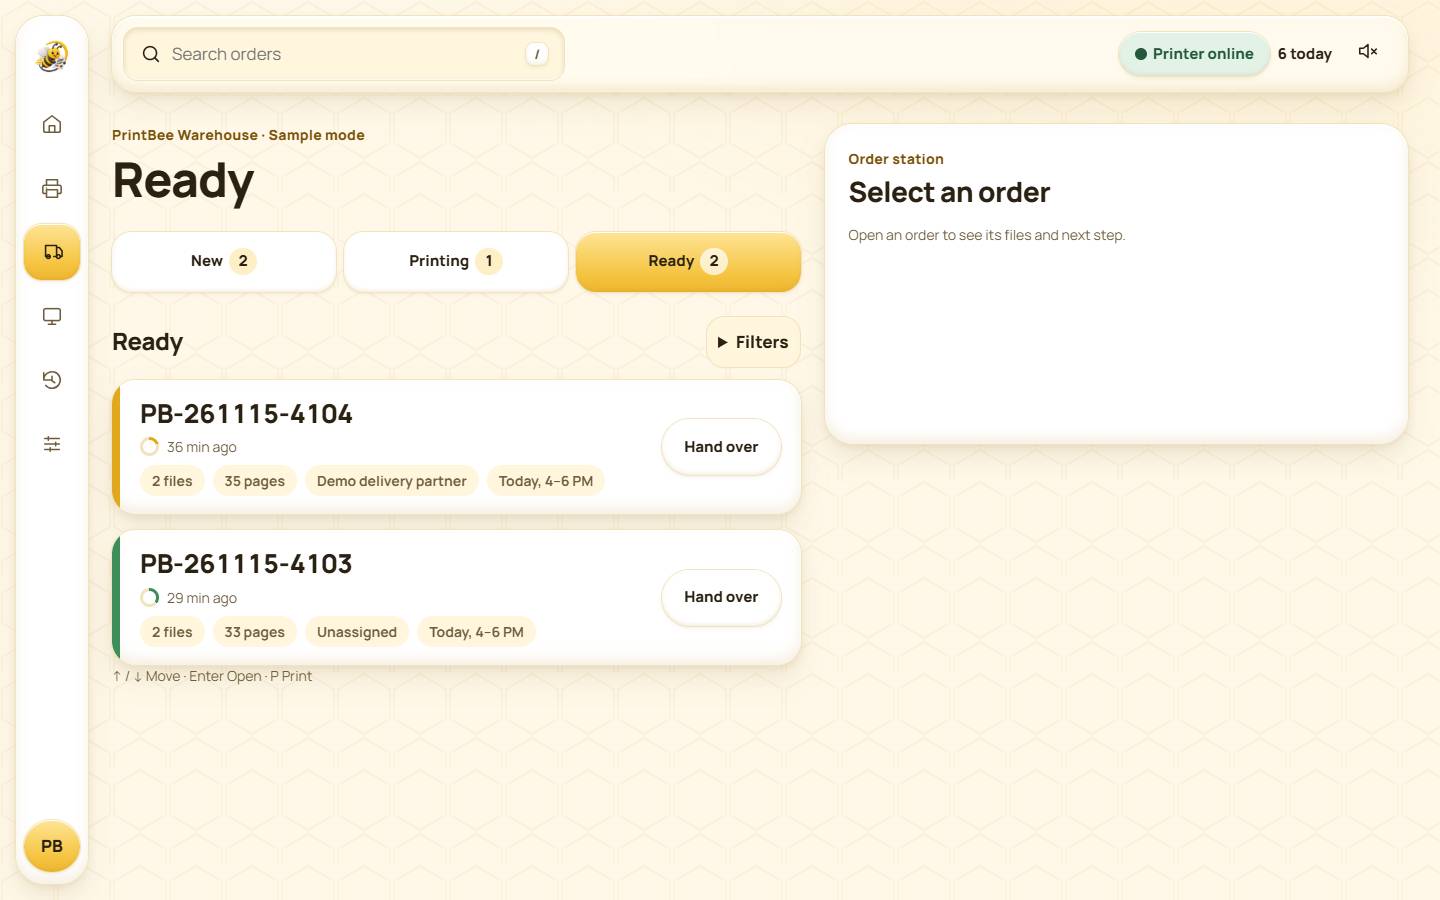 Search orders
/
Printer online
6 today
PrintBee Warehouse · Sample mode
Ready
New 2
Printing 1
Ready 2
Ready
▶ Filters
PB-261115-4104
36 min ago
2 files
35 pages
Demo delivery partner
Today, 4–6 PM
Hand over
PB-261115-4103
29 min ago
2 files
33 pages
Unassigned
Today, 4–6 PM
Hand over
↑ / ↓ Move · Enter Open · P Print
Order station
Select an order
Open an order to see its files and next step.
PB